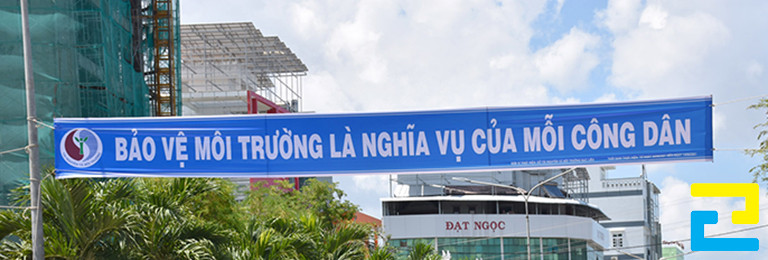 BẢO VỆ MÔI TRƯỜNG LÀ NGHĨA VỤ CỦA MỖI CÔNG DÂN
ĐẠT NGỌC